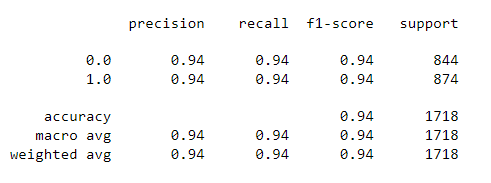 precision recall f1-score support
0.0 0.94 0.94 0.94 844
1.0 0.94 0.94 0.94 874
accuracy 0.94 1718
macro avg 0.94 0.94 0.94 1718
weighted avg 0.94 0.94 0.94 1718